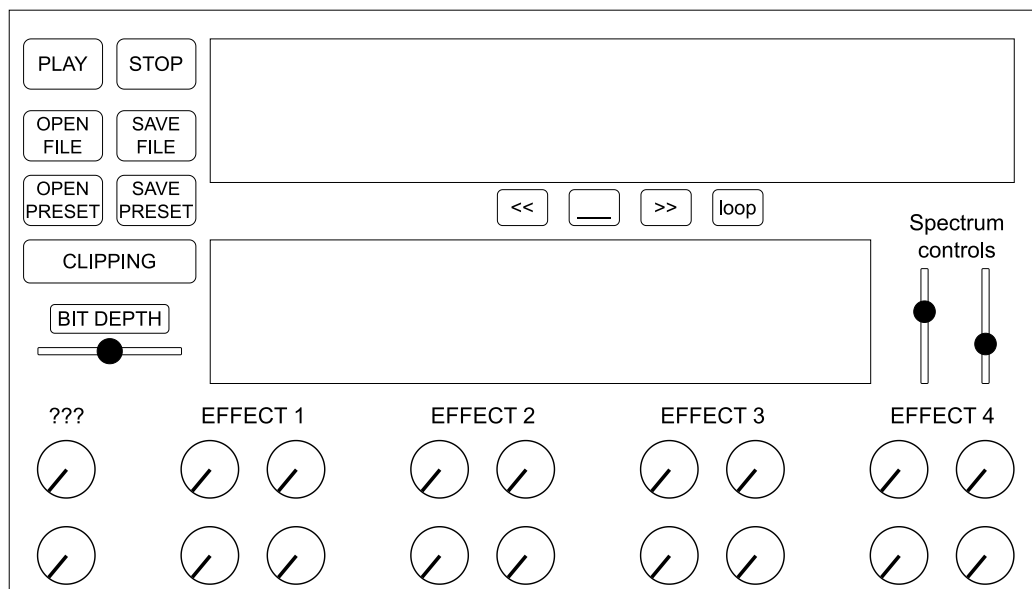 PLAY
STOP
OPEN
FILE
SAVE
FILE
OPEN
PRESET
SAVE
PRESET
<<
___
>>
loop
CLIPPING
Spectrum
controls
BIT DEPTH
???
EFFECT 1
EFFECT 2
EFFECT 3
EFFECT 4